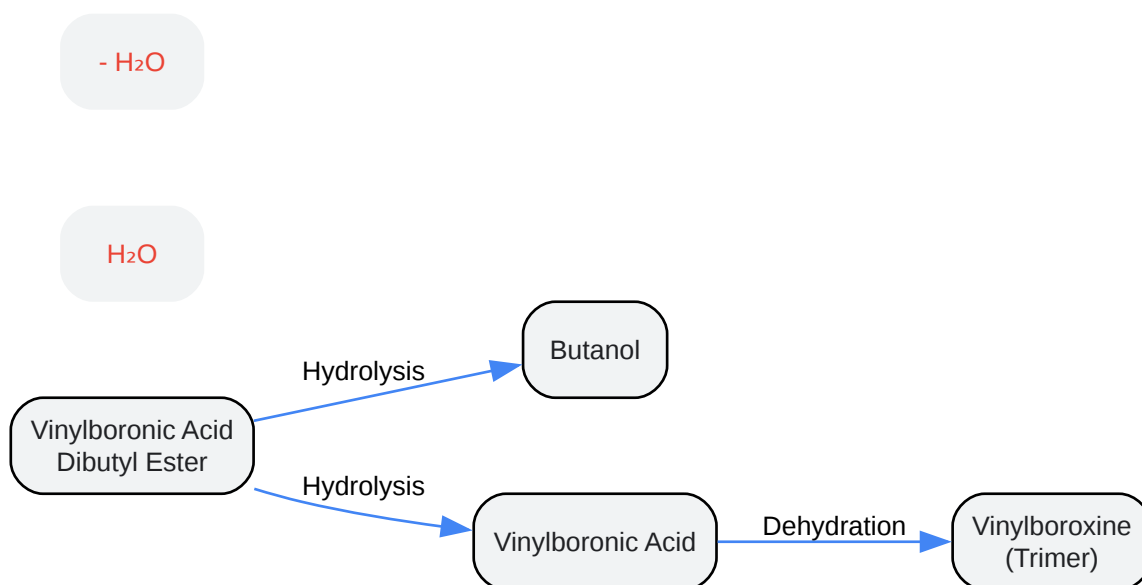 - H₂O
H₂O
Butanol
Hydrolysis
Vinylboronic Acid
Dibutyl Ester
Hydrolysis
Vinylboronic Acid
Dehydration
Vinylboroxine
(Trimer)